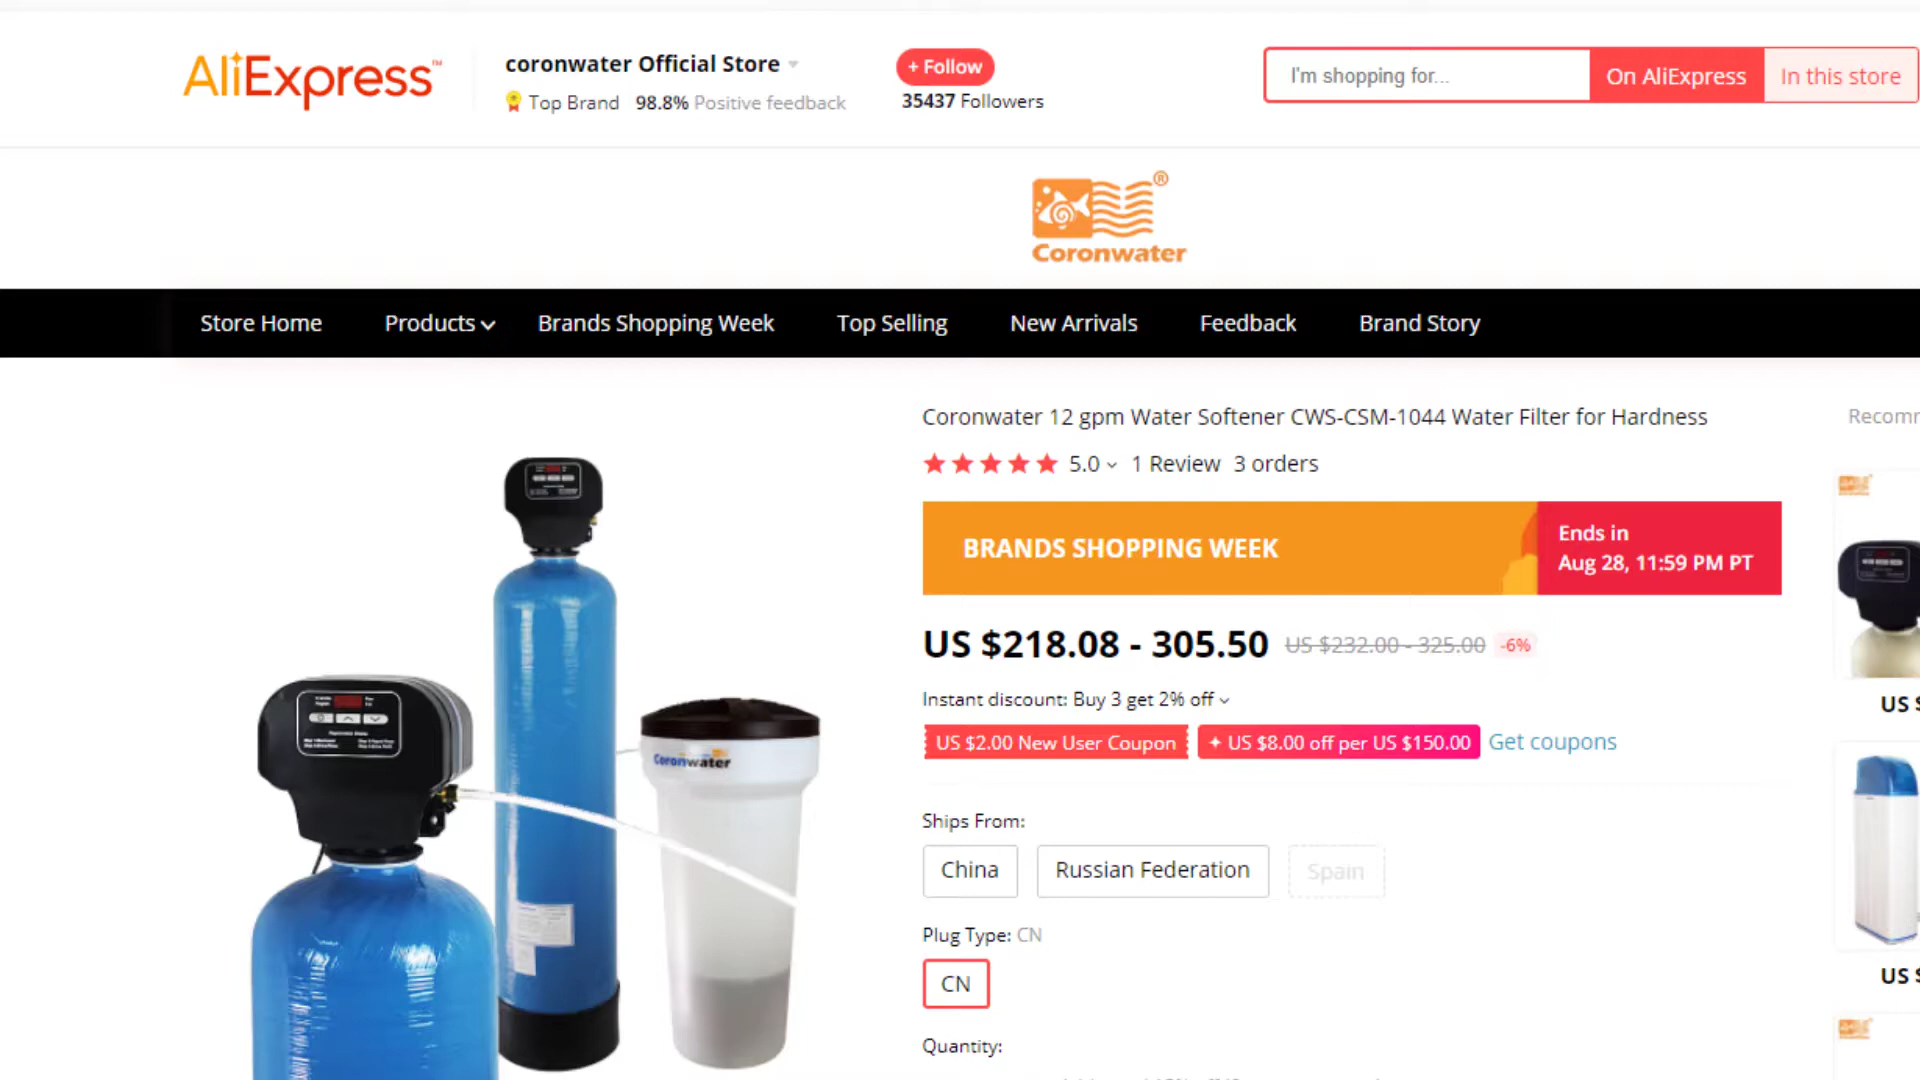 AliExpress™
coronwater Official Store
+ Follow
Top Brand 98.8% Positive feedback
35437 Followers
I'm shopping for...
On AliExpress
In this store
®
Coronwater
Store Home
Products
Brands Shopping Week
Top Selling
New Arrivals
Feedback
Brand Story
Coronwater 12 gpm Water Softener CWS-CSM-1044 Water Filter for Hardness
5.0 1 Review 3 orders
BRANDS SHOPPING WEEK
Ends in
Aug 28, 11:59 PM PT
US $218.08 - 305.50 US $232.00 - 325.00 -6%
Instant discount: Buy 3 get 2% off
US $2.00 New User Coupon
US $8.00 off per US $150.00
Get coupons
Ships From:
China
Russian Federation
Spain
Plug Type: CN
CN
Quantity:
Coronwater
Recomm
US $
US $